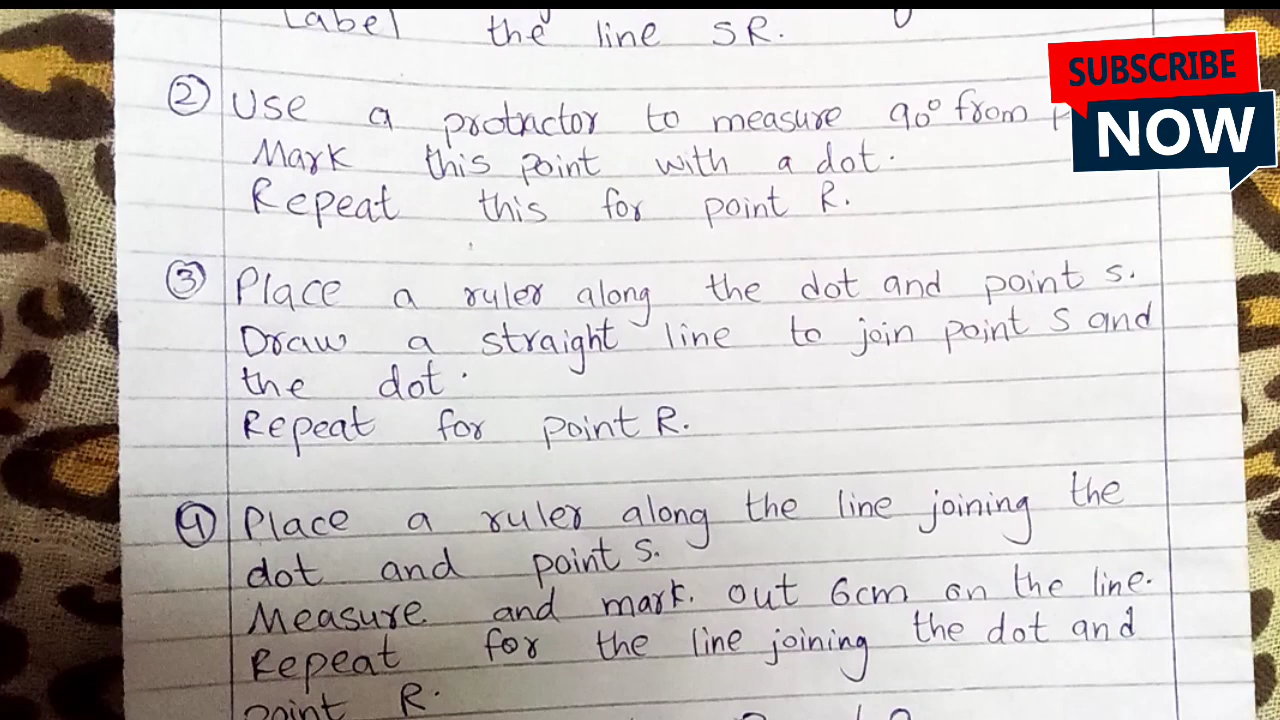 Label the line SR.
② Use a protractor to measure 90° from
Mark this point with a dot.
Repeat this for point R.
③ Place a ruler along the dot and point s.
Draw a straight line to join point S and
the dot.
Repeat for point R.
④ Place a ruler along the line joining the
dot and point s.
Measure and mark. out 6cm on the line.
Repeat for the line joining the dot and
point R.
SUBSCRIBE
NOW